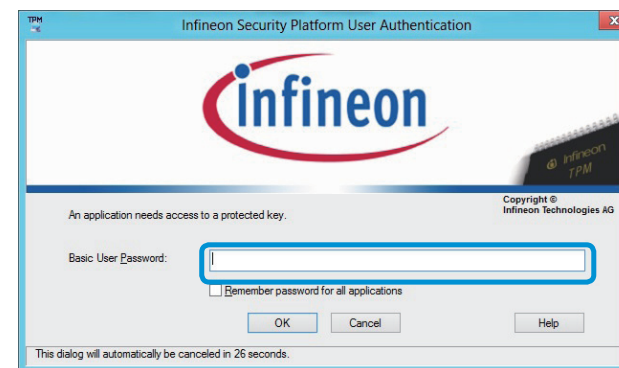 TPM
Infineon Security Platform User Authentication
x
infineon
infineon
TPM
Copyright ©
Infineon Technologies AG
An application needs access to a protected key.
Basic User Password:
Remember password for all applications
OK Cancel Help
This dialog will automatically be canceled in 26 seconds.